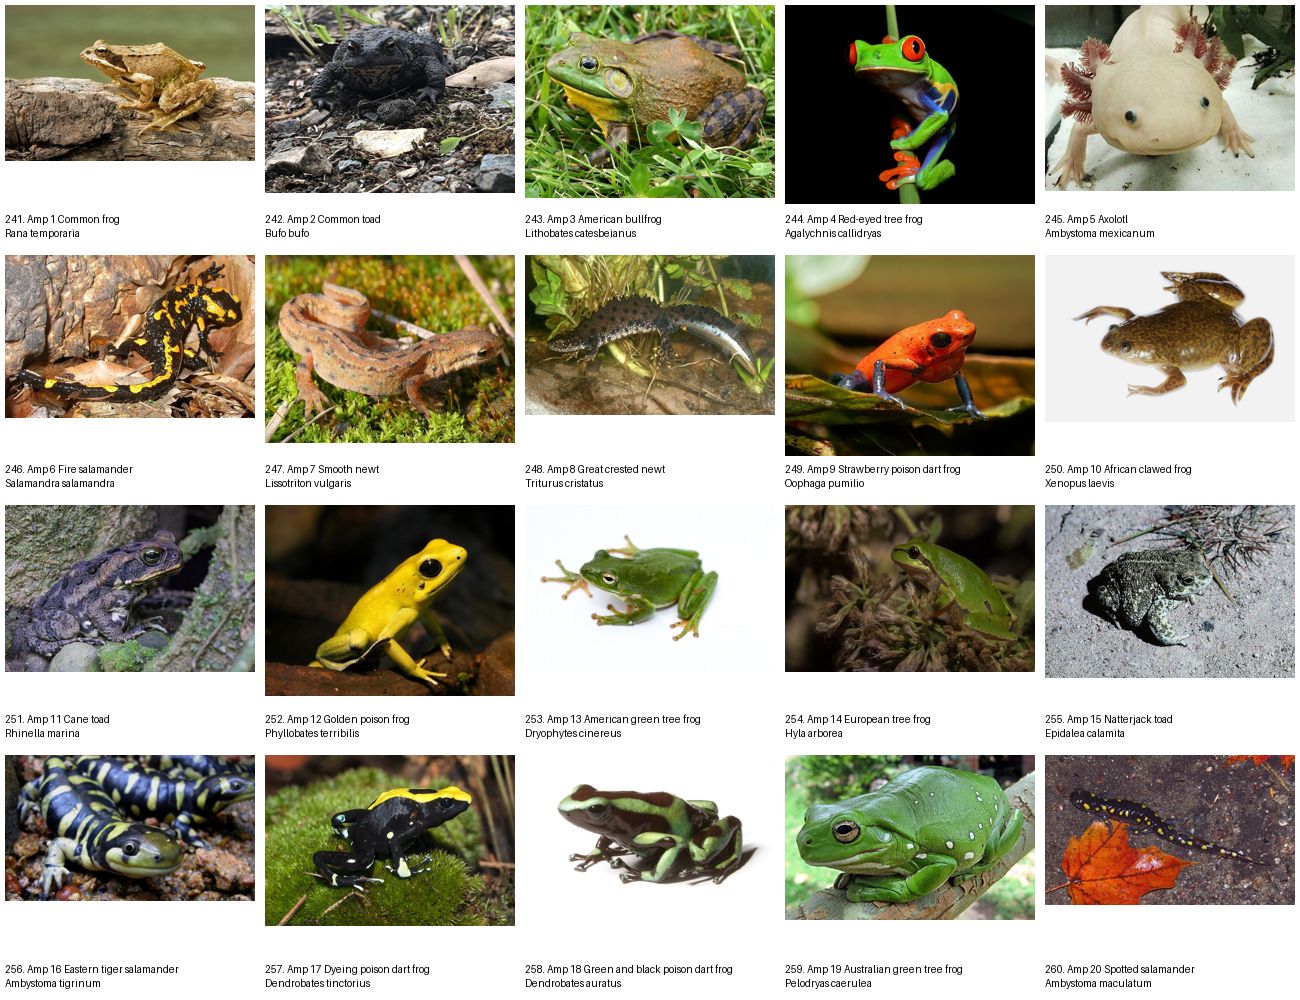 241. Amp 1 Common frog
Rana temporaria
242. Amp 2 Common toad
Bufo bufo
243. Amp 3 American bullfrog
Lithobates catesbeianus
244. Amp 4 Red-eyed tree frog
Agalychnis callidryas
245. Amp 5 Axolotl
Ambystoma mexicanum
246. Amp 6 Fire salamander
Salamandra salamandra
247. Amp 7 Smooth newt
Lissotriton vulgaris
248. Amp 8 Great crested newt
Triturus cristatus
249. Amp 9 Strawberry poison dart frog
Oophaga pumilio
250. Amp 10 African clawed frog
Xenopus laevis
251. Amp 11 Cane toad
Rhinella marina
252. Amp 12 Golden poison frog
Phyllobates terribilis
253. Amp 13 American green tree frog
Dryophytes cinereus
254. Amp 14 European tree frog
Hyla arborea
255. Amp 15 Natterjack toad
Epidalea calamita
256. Amp 16 Eastern tiger salamander
Ambystoma tigrinum
257. Amp 17 Dyeing poison dart frog
Dendrobates tinctorius
258. Amp 18 Green and black poison dart frog
Dendrobates auratus
259. Amp 19 Australian green tree frog
Pelodryas caerulea
260. Amp 20 Spotted salamander
Ambystoma maculatum